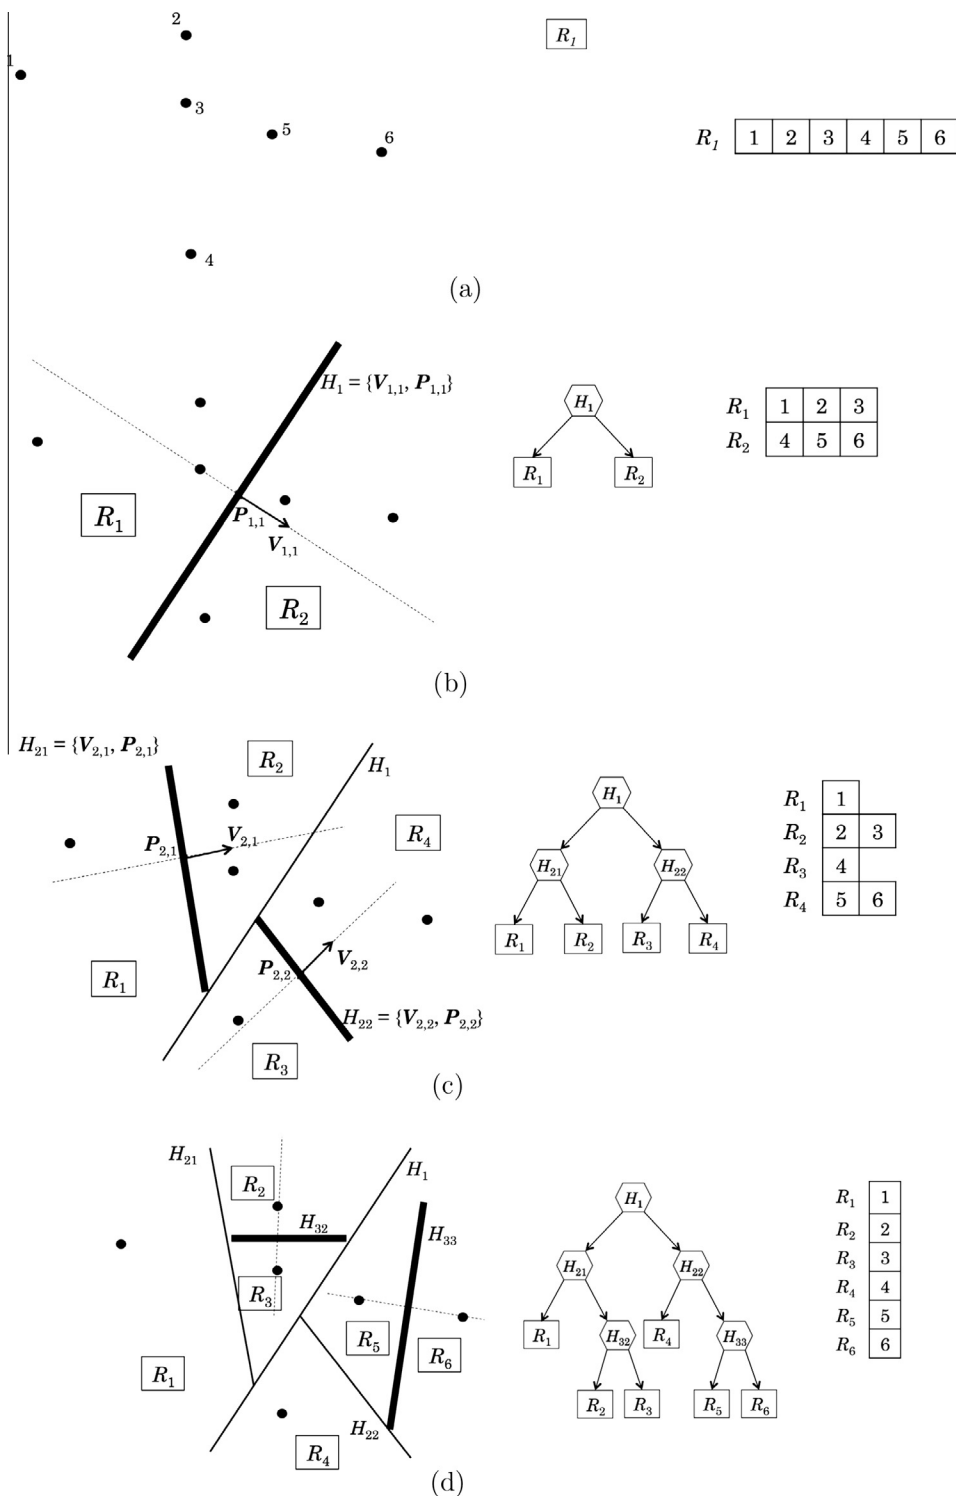 2
R₁
1
3
5
6
R₁ 1 2 3 4 5 6
4
(a)
H₁ = {V₁,₁, P₁,₁}
H₁
R₁ 1 2 3
R₂ 4 5 6
R₁ R₂
R₁
P₁,₁
V₁,₁
R₂
(b)
H₂₁ = {V₂,₁, P₂,₁}
R₂
H₁
H₁
R₁ 1
R₂ 2 3
R₃ 4
R₄ 5 6
P₂,₁ V₂,₁
R₄
H₂₁ H₂₂
R₁ R₂ R₃ R₄
P₂,₂ V₂,₂
R₁
H₂₂ = {V₂,₂, P₂,₂}
R₃
(c)
H₂₁
H₁
R₂
H₃₂
H₃₃
R₃
R₅
R₆
R₁
H₂₂
R₄
H₁
H₂₁ H₂₂
R₁ H₃₂ R₄ H₃₃
R₂ R₃ R₅ R₆
R₁ 1
R₂ 2
R₃ 3
R₄ 4
R₅ 5
R₆ 6
(d)